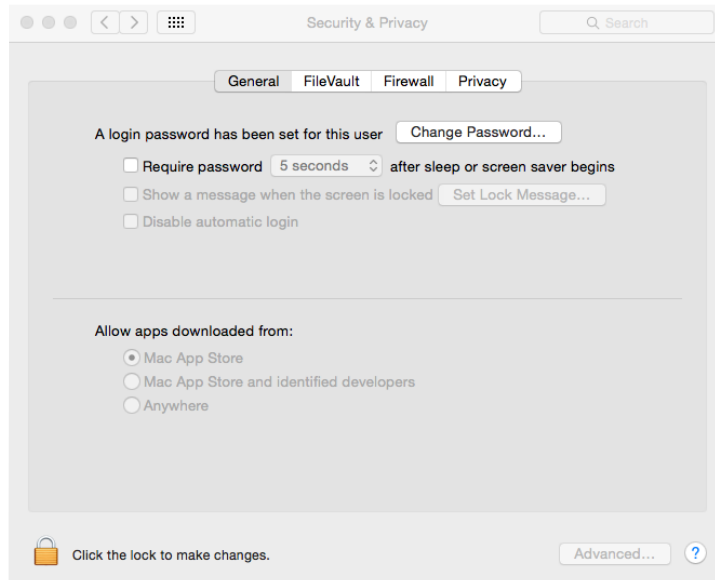 Security & Privacy
Search
General FileVault Firewall Privacy
A login password has been set for this user Change Password...
Require password 5 seconds after sleep or screen saver begins
Show a message when the screen is locked Set Lock Message...
Disable automatic login
Allow apps downloaded from:
Mac App Store
Mac App Store and identified developers
Anywhere
Click the lock to make changes. Advanced... ?